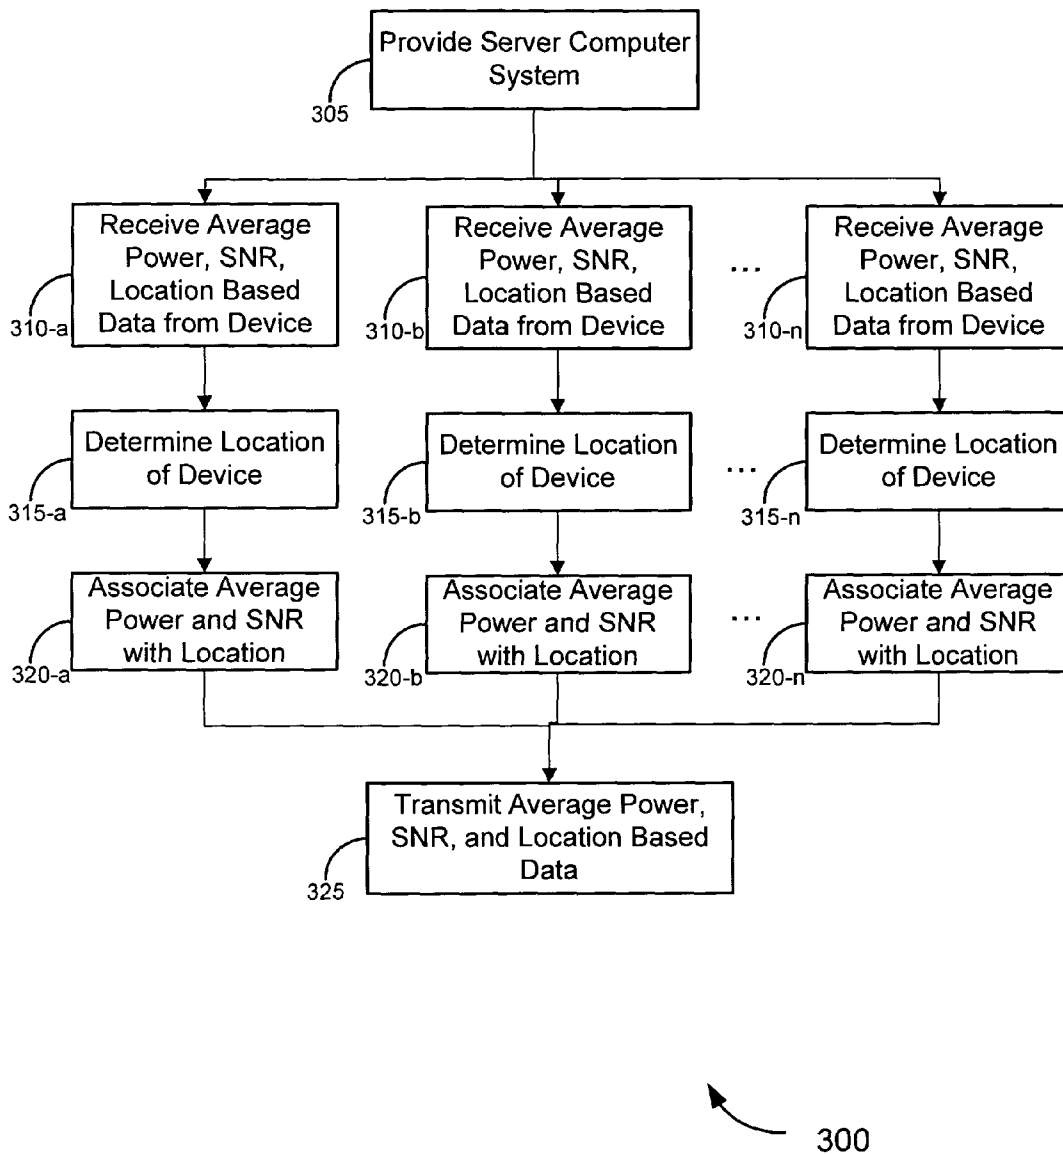 Provide Server Computer
System
305
Receive Average
Power, SNR,
Location Based
Data from Device
310-a
Receive Average
Power, SNR,
Location Based
Data from Device
310-b
...
Receive Average
Power, SNR,
Location Based
Data from Device
310-n
Determine Location
of Device
315-a
Determine Location
of Device
315-b
...
Determine Location
of Device
315-n
Associate Average
Power and SNR
with Location
320-a
Associate Average
Power and SNR
with Location
320-b
...
Associate Average
Power and SNR
with Location
320-n
Transmit Average Power,
SNR, and Location Based
Data
325
300